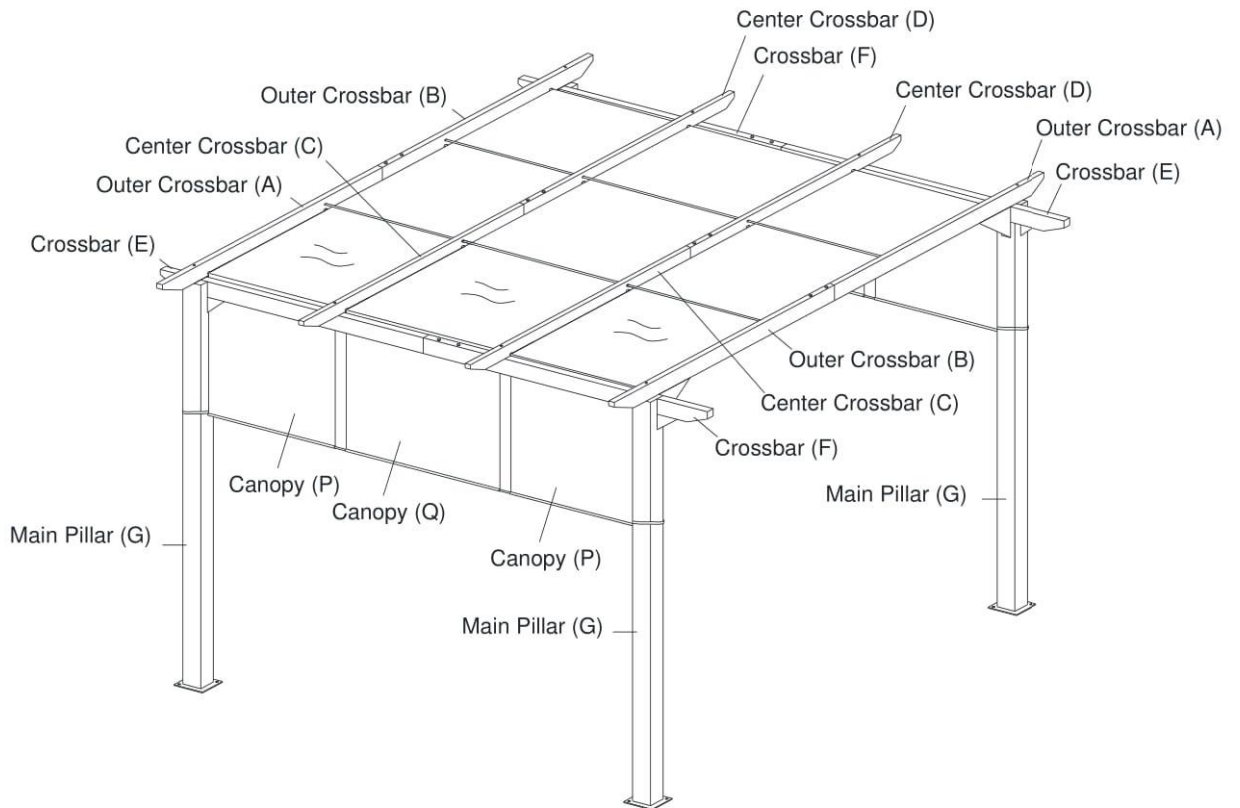 Center Crossbar (D)
Crossbar (F)
Outer Crossbar (B)
Center Crossbar (D)
Center Crossbar (C)
Outer Crossbar (A)
Outer Crossbar (A)
Crossbar (E)
Crossbar (E)
Outer Crossbar (B)
Center Crossbar (C)
Crossbar (F)
Canopy (P)
Main Pillar (G)
Canopy (Q)
Main Pillar (G)
Canopy (P)
Main Pillar (G)